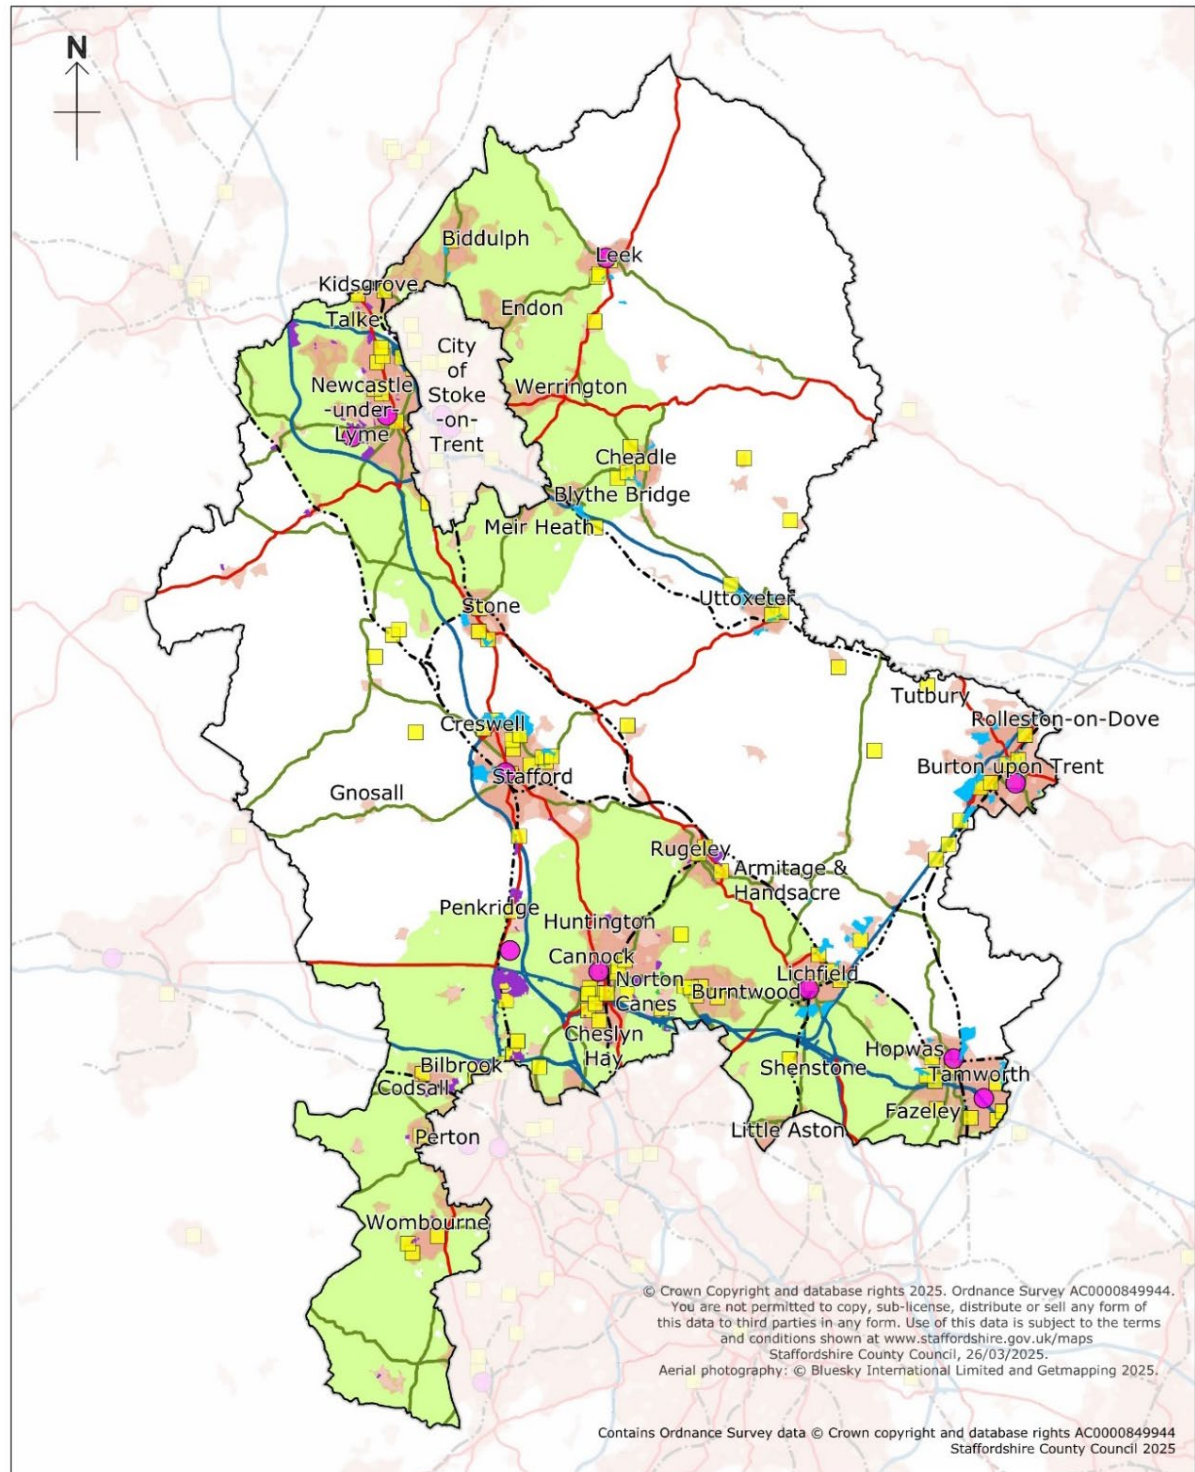 N
Biddulph
Leek
Kidsgrove
Endon
Talke
City
of
Stoke
-on-
Trent
Newcastle
-under-
Lyme
Werrington
Cheadle
Blythe Bridge
Meir Heath
Uttoxeter
Stone
Tutbury
Rolleston-on-Dove
Creswell
Burton upon Trent
Stafford
Gnosall
Rugeley
Armitage &
Handsacre
Penkridge
Huntington
Cannock
Lichfield
Norton
Canes
Burntwood
Cheslyn
Hay
Hopwas
Bilbrook
Shenstone
Tamworth
Codsall
Fazeley
Little Aston
Perton
Wombourne
© Crown Copyright and database rights 2025. Ordnance Survey AC0000849944.
You are not permitted to copy, sub-license, distribute or sell any form of
this data to third parties in any form. Use of this data is subject to the terms
and conditions shown at www.staffordshire.gov.uk/maps
Staffordshire County Council, 26/03/2025.
Aerial photography: © Bluesky International Limited and Getmapping 2025.
Contains Ordnance Survey data © Crown copyright and database rights AC0000849944
Staffordshire County Council 2025